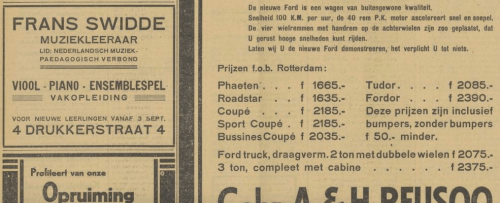 FRANS SWIDDE
MUZIEKLEERAAR
LID: NEDERLANDSCH MUZIEK-
PAEDAGOGISCH VERBOND
VIOOL - PIANO - ENSEMBLESPEL
VAKOPLEIDING
VOOR NIEUWE LEERLINGEN VANAF 3 SEPT.
4 DRUKKERSTRAAT 4
Profiteert van onze
Opruiming
De nieuwe Ford is een wagen van buitengewone kwaliteit.
Snelheid 100 K.M. per uur, de 40 rem P.K. motor accelereert snel en soepel.
De vier wielremmen met handrem op de achterwielen zijn zoo geplaatst, dat
U gerust hooge snelheden kunt rijden.
Laten wij U de nieuwe Ford demonstreeren, het verplicht U tot niets.
Prijzen f.o.b. Rotterdam:
Phaeton . . . f 1665.-
Roadstar . . f 1635.-
Coupé . . . f 2185.-
Sport Coupé . f 2185.-
Bussines Coupé f 2035.-
Tudor . . . f 2085.-
Fordor . . . f 2390.-
Deze prijzen zijn inclusief
bumpers, zonder bumpers
f 50.- minder.
Ford truck, draagverm. 2 ton met dubbele wielen f 2075.-
3 ton, compleet met cabine . . . . . f 2375.-